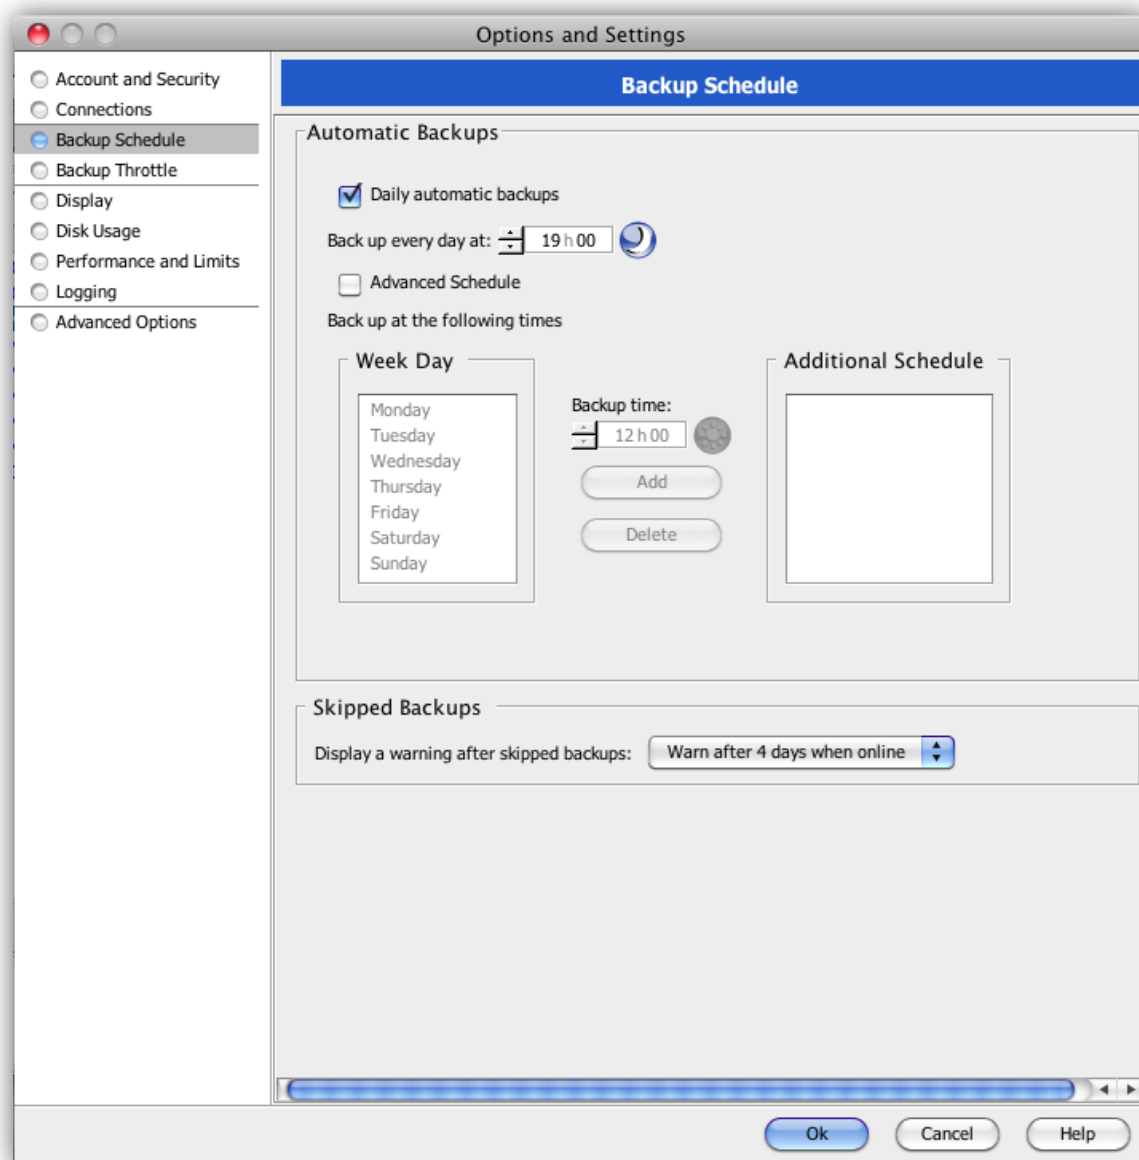 Options and Settings
Account and Security
Connections
Backup Schedule
Backup Throttle
Display
Disk Usage
Performance and Limits
Logging
Advanced Options
Backup Schedule
Automatic Backups
Daily automatic backups
Back up every day at: 19 h 00
Advanced Schedule
Back up at the following times
Week Day
Monday
Tuesday
Wednesday
Thursday
Friday
Saturday
Sunday
Backup time:
12 h 00
Add
Delete
Additional Schedule
Skipped Backups
Display a warning after skipped backups: Warn after 4 days when online
Ok Cancel Help